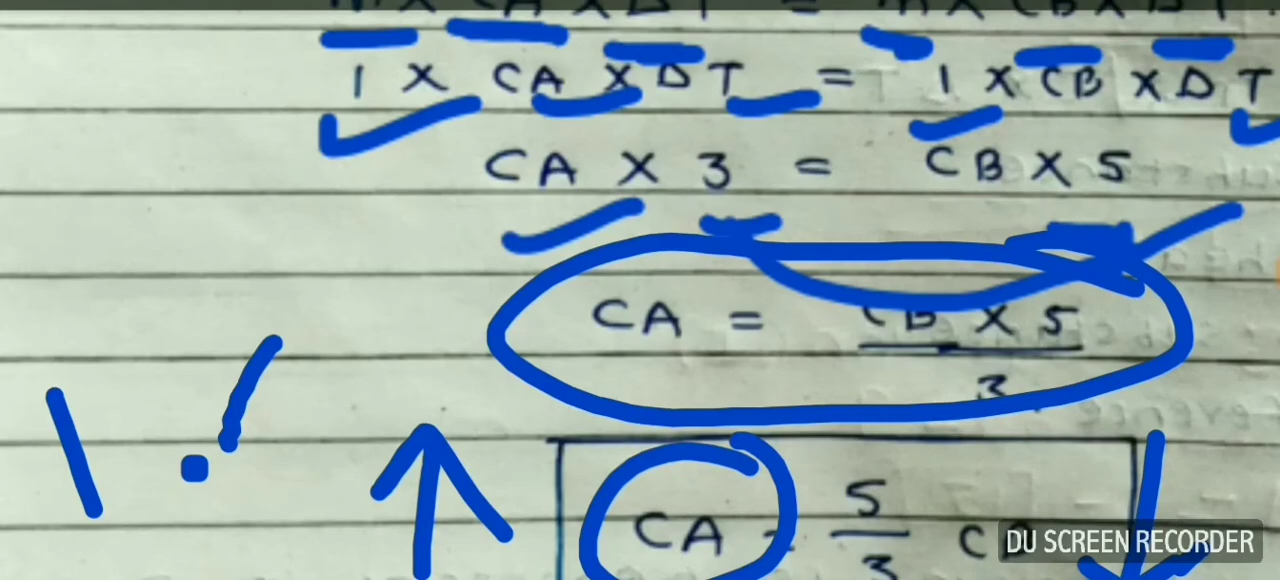 1 X CA X DT = 1 X CB X DT
CA X 3 = CB X 5
CA = CB X 5
3
CA = 5
3
DU SCREEN RECORDER